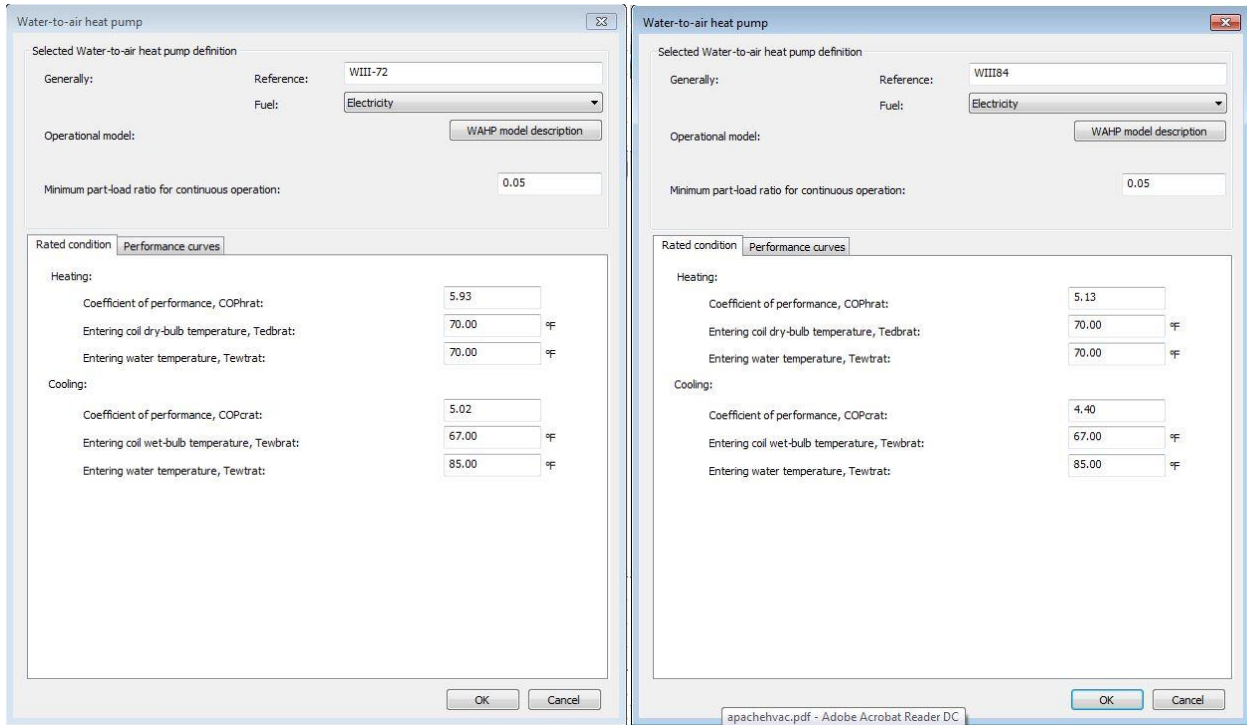 Water-to-air heat pump
Selected Water-to-air heat pump definition
Generally: Reference: WIII-72
Fuel: Electricity
Operational model: WAHP model description
Minimum part-load ratio for continuous operation: 0.05
Rated condition Performance curves
Heating:
Coefficient of performance, COPhrat: 5.93
Entering coil dry-bulb temperature, Tedbrat: 70.00 °F
Entering water temperature, Tewtrat: 70.00 °F
Cooling:
Coefficient of performance, COPcrat: 5.02
Entering coil wet-bulb temperature, Tewbrat: 67.00 °F
Entering water temperature, Tewtrat: 85.00 °F
OK Cancel
Water-to-air heat pump
Selected Water-to-air heat pump definition
Generally: Reference: WIII84
Fuel: Electricity
Operational model: WAHP model description
Minimum part-load ratio for continuous operation: 0.05
Rated condition Performance curves
Heating:
Coefficient of performance, COPhrat: 5.13
Entering coil dry-bulb temperature, Tedbrat: 70.00 °F
Entering water temperature, Tewtrat: 70.00 °F
Cooling:
Coefficient of performance, COPcrat: 4.40
Entering coil wet-bulb temperature, Tewbrat: 67.00 °F
Entering water temperature, Tewtrat: 85.00 °F
OK Cancel
apachehvac.pdf - Adobe Acrobat Reader DC